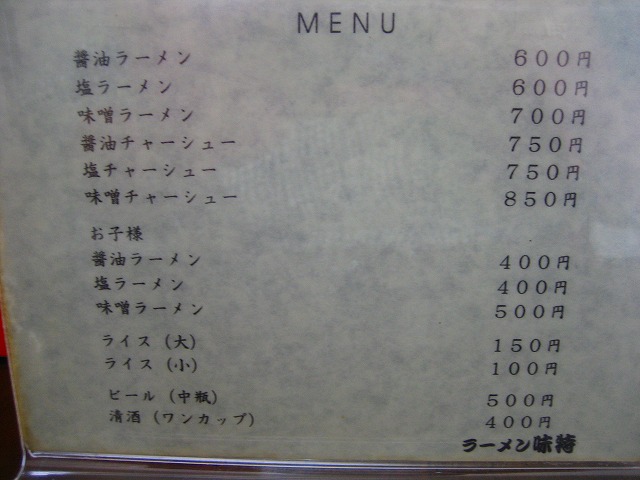 MENU
醤油ラーメン 600円
塩ラーメン 600円
味噌ラーメン 700円
醤油チャーシュー 750円
塩チャーシュー 750円
味噌チャーシュー 850円
お子様
醤油ラーメン 400円
塩ラーメン 400円
味噌ラーメン 500円
ライス(大) 150円
ライス(小) 100円
ビール(中瓶) 500円
清酒(ワンカップ) 400円
ラーメン 味特